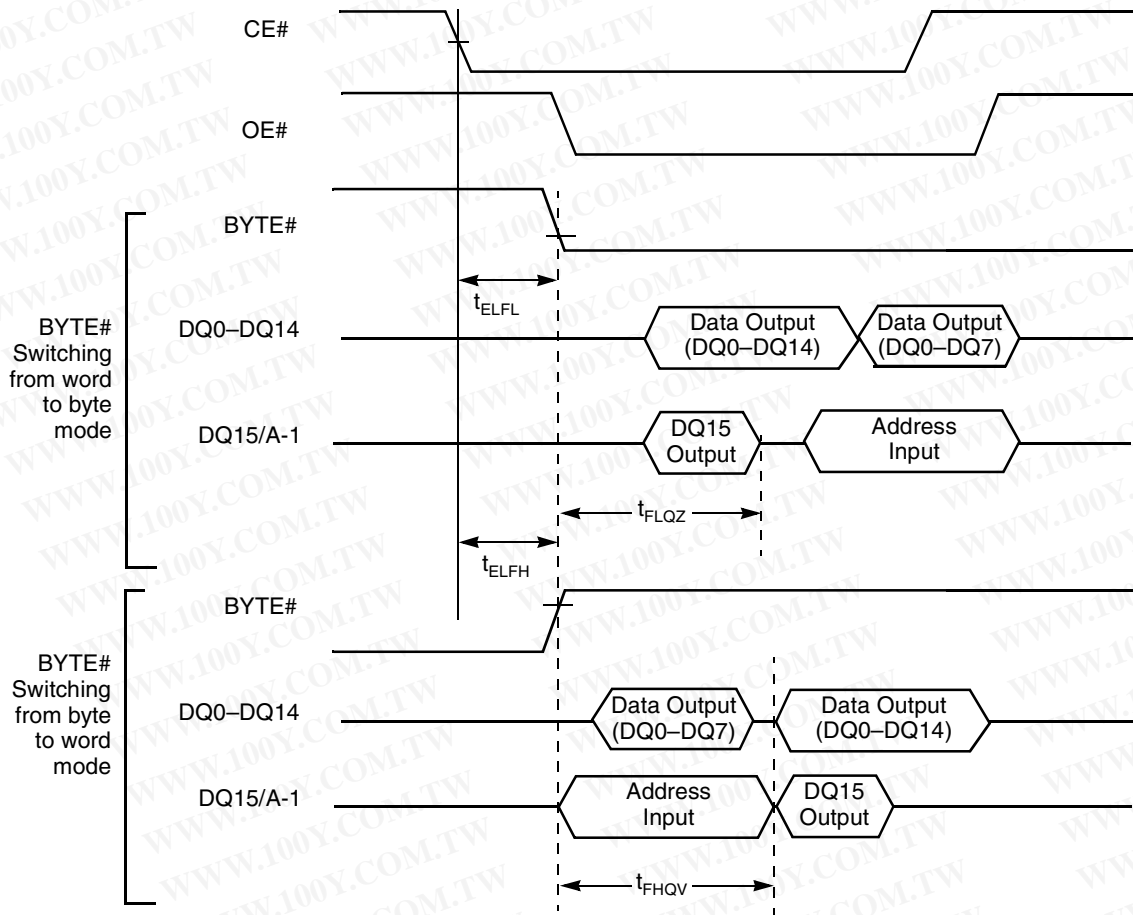 CE#
OE#
BYTE#
Switching
from word
to byte
mode
BYTE#
tELFL
DQ0–DQ14
Data Output
(DQ0–DQ14)
Data Output
(DQ0–DQ7)
DQ15/A-1
DQ15
Output
Address
Input
tFLQZ
tELFH
BYTE#
Switching
from byte
to word
mode
BYTE#
DQ0–DQ14
Data Output
(DQ0–DQ7)
Data Output
(DQ0–DQ14)
DQ15/A-1
Address
Input
DQ15
Output
tFHQV
WWW.100Y.COM.TW